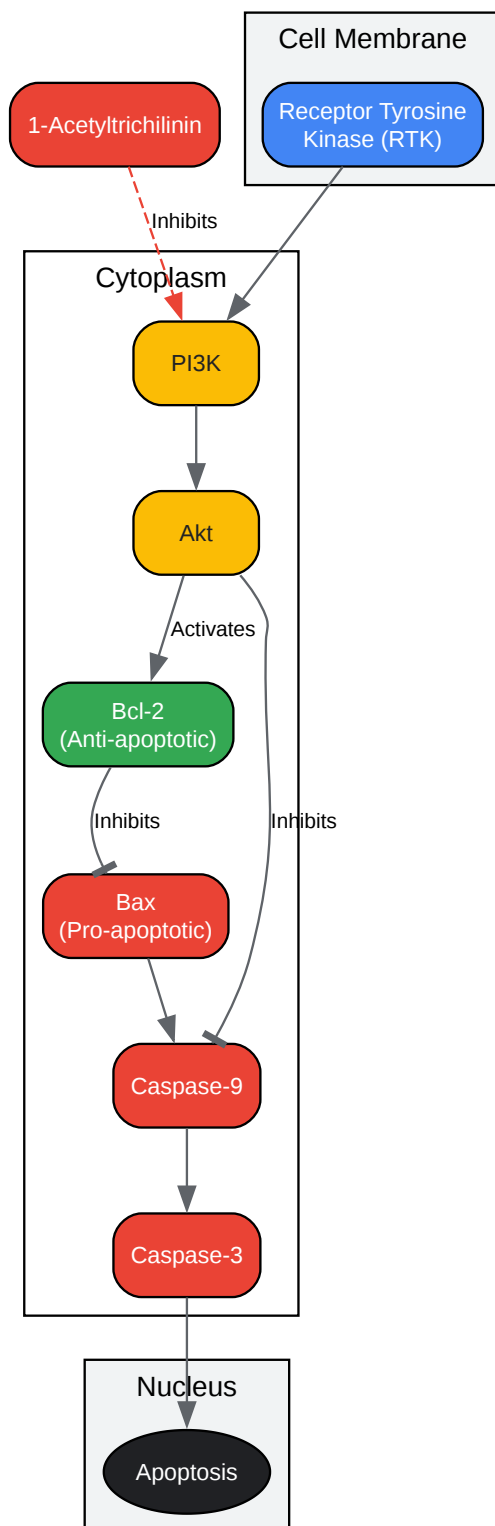 Cell Membrane
1-Acetyltrichilinin
Receptor Tyrosine
Kinase (RTK)
Inhibits
Cytoplasm
PI3K
Akt
Activates
Bcl-2
(Anti-apoptotic)
Inhibits
Inhibits
Bax
(Pro-apoptotic)
Caspase-9
Caspase-3
Nucleus
Apoptosis